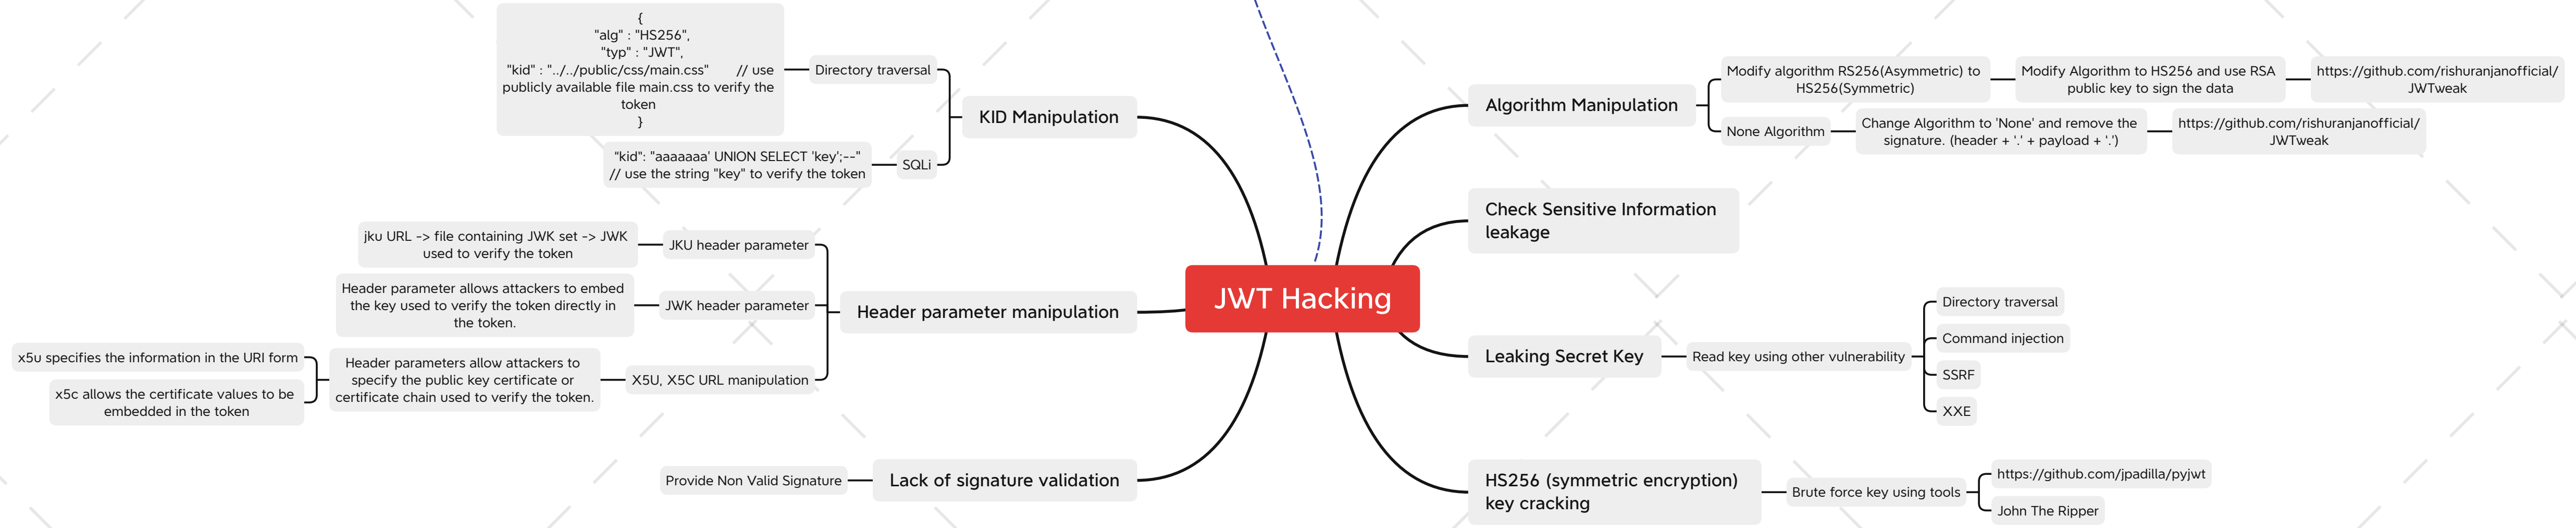 JWT Hacking
KID Manipulation
Directory traversal
{
"alg" : "HS256",
"typ" : "JWT",
"kid" : "../../public/css/main.css" // use
publicly available file main.css to verify the
token
}
SQLi
"kid": "aaaaaaa' UNION SELECT 'key';--"
// use the string "key" to verify the token
Header parameter manipulation
JKU header parameter
jku URL -> file containing JWK set -> JWK
used to verify the token
JWK header parameter
Header parameter allows attackers to embed
the key used to verify the token directly in
the token.
X5U, X5C URL manipulation
Header parameters allow attackers to
specify the public key certificate or
certificate chain used to verify the token.
x5u specifies the information in the URI form
x5c allows the certificate values to be
embedded in the token
Lack of signature validation
Provide Non Valid Signature
Algorithm Manipulation
Modify algorithm RS256(Asymmetric) to
HS256(Symmetric)
Modify Algorithm to HS256 and use RSA
public key to sign the data
https://github.com/rishuranjanofficial/
JWTweak
None Algorithm
Change Algorithm to 'None' and remove the
signature. (header + '.' + payload + '.')
https://github.com/rishuranjanofficial/
JWTweak
Check Sensitive Information
leakage
Leaking Secret Key
Read key using other vulnerability
Directory traversal
Command injection
SSRF
XXE
HS256 (symmetric encryption)
key cracking
Brute force key using tools
https://github.com/jpadilla/pyjwt
John The Ripper